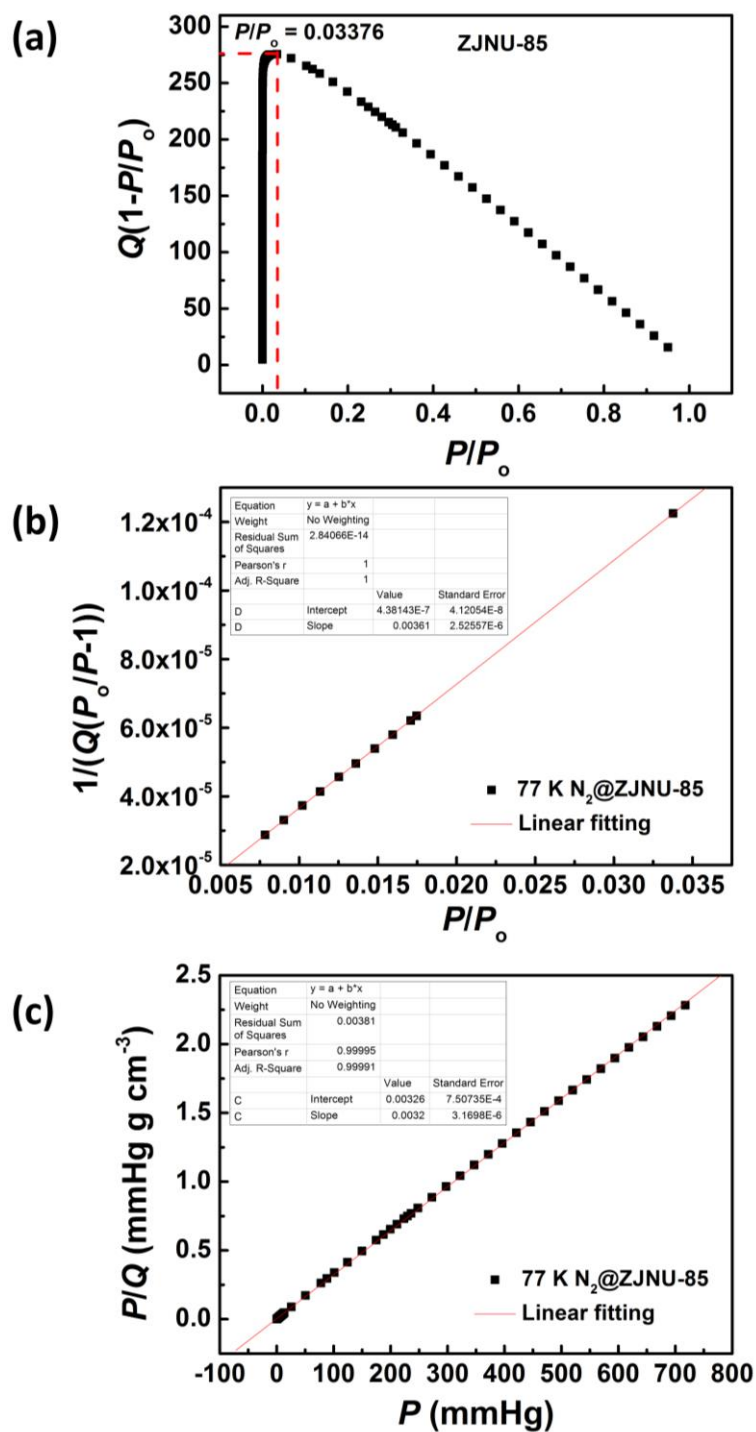 (a)
P/Pₒ = 0.03376
ZJNU-85
300
250
200
150
100
50
0
Q(1-P/Pₒ)
0.0 0.2 0.4 0.6 0.8 1.0
P/Pₒ
(b)
Equation y = a + b*x
Weight No Weighting
Residual Sum of Squares 2.84066E-14
Pearson's r 1
Adj. R-Square 1
Value Standard Error
D Intercept 4.38143E-7 4.12054E-8
D Slope 0.00361 2.52557E-6
1.2x10⁻⁴
1.0x10⁻⁴
8.0x10⁻⁵
6.0x10⁻⁵
4.0x10⁻⁵
2.0x10⁻⁵
1/(Q(Pₒ/P-1))
77 K N₂@ZJNU-85
Linear fitting
0.005 0.010 0.015 0.020 0.025 0.030 0.035
P/Pₒ
(c)
Equation y = a + b*x
Weight No Weighting
Residual Sum of Squares 0.00381
Pearson's r 0.99995
Adj. R-Square 0.99991
Value Standard Error
C Intercept 0.00326 7.50735E-4
C Slope 0.0032 3.1698E-6
2.5
2.0
1.5
1.0
0.5
0.0
P/Q (mmHg g cm⁻³)
77 K N₂@ZJNU-85
Linear fitting
-100 0 100 200 300 400 500 600 700 800
P (mmHg)